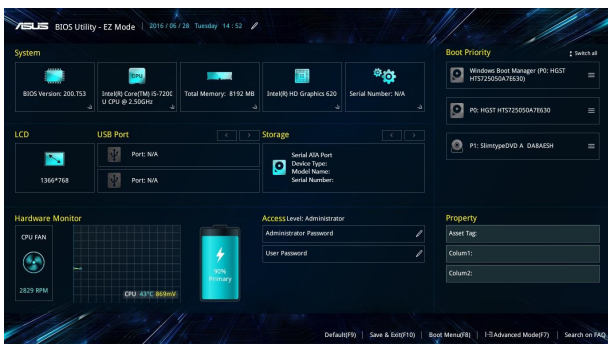 ASUS BIOS Utility - EZ Mode | 2016 / 06 / 28 Tuesday 14 : 52
System
CPU
BIOS Version: 200.T53
Intel(R) Core(TM) i5-7200
U CPU @ 2.50GHz
Total Memory: 8192 MB
Intel(R) HD Graphics 620
Serial Number: N/A
Boot Priority
Switch all
Windows Boot Manager (P0: HGST
HTS725050A7E630)
P0: HGST HTS725050A7E630
P1: SlimtypeDVD A DA8AESH
LCD
1366*768
USB Port
Port: N/A
Port: N/A
Storage
Serial ATA Port
Device Type:
Model Name:
Serial Number:
Hardware Monitor
CPU FAN
2829 RPM
CPU 43°C 869mV
90%
Primary
Access Level: Administrator
Administrator Password
User Password
Property
Asset Tag:
Colum1:
Colum2:
Default(F9) | Save & Exit(F10) | Boot Menu(F8) | Advanced Mode(F7) | Search on FAQ